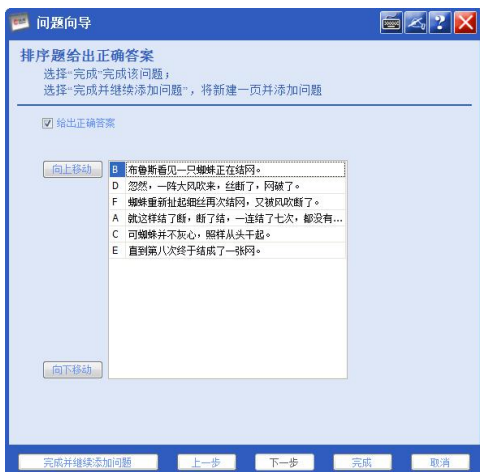 问题向导
排序题给出正确答案
选择“完成”完成该问题；
选择“完成并继续添加问题”，将新建一页并添加问题
给出正确答案
向上移动
B 布鲁斯看见一只蜘蛛正在结网。
D 忽然，一阵大风吹来，丝断了，网破了。
F 蜘蛛重新扯起细丝再次结网，又被风吹断了。
A 就这样结了断，断了结，一连结了七次，都没有...
C 可蜘蛛并不灰心，照样从头干起。
E 直到第八次终于结成了一张网。
向下移动
完成并继续添加问题 上一步 下一步 完成 取消